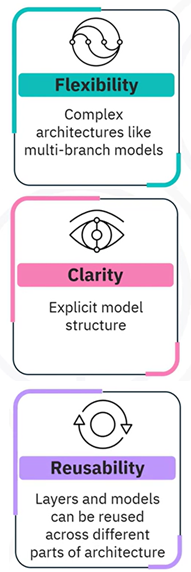 Flexibility
Complex
architectures like
multi-branch models
Clarity
Explicit model
structure
Reusability
Layers and models
can be reused
across different
parts of architecture